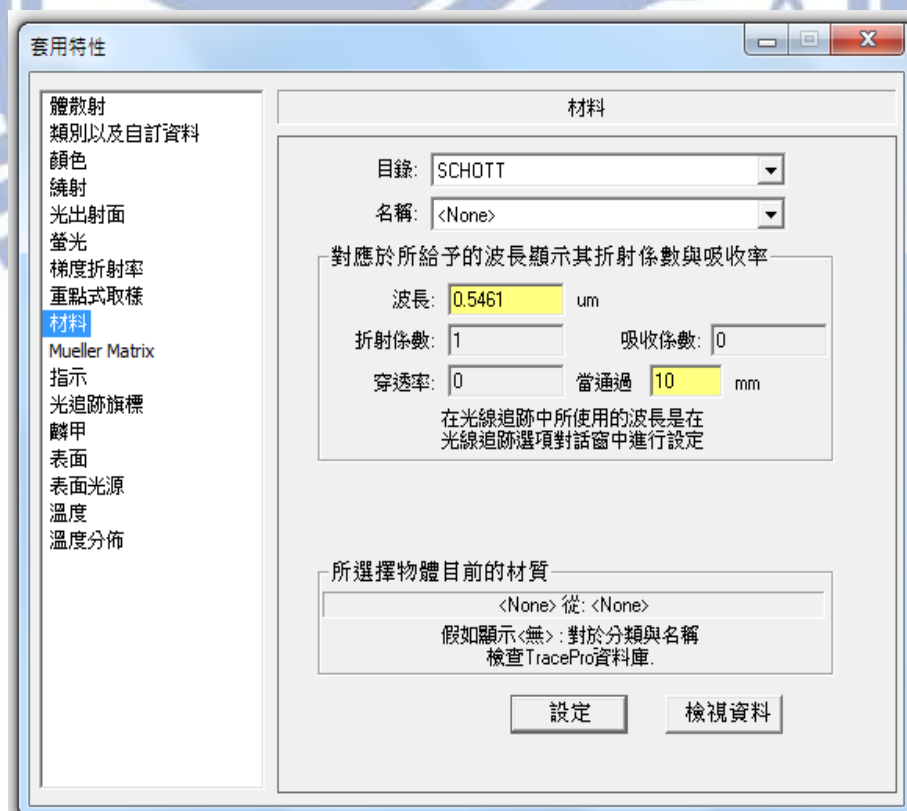 套用特性
體散射
類別以及自訂資料
顏色
繞射
光出射面
螢光
梯度折射率
重點式取樣
材料
Mueller Matrix
指示
光追跡旗標
麟甲
表面
表面光源
溫度
溫度分佈
材料
目錄: SCHOTT
名稱: <None>
對應於所給予的波長顯示其折射係數與吸收率
波長: 0.5461 um
折射係數: 1 吸收係數: 0
穿透率: 0 當通過 10 mm
在光線追跡中所使用的波長是在
光線追跡選項對話窗中進行設定
所選擇物體目前的材質
<None> 從: <None>
假如顯示<無> : 對於分類與名稱
檢查TracePro資料庫.
設定 檢視資料